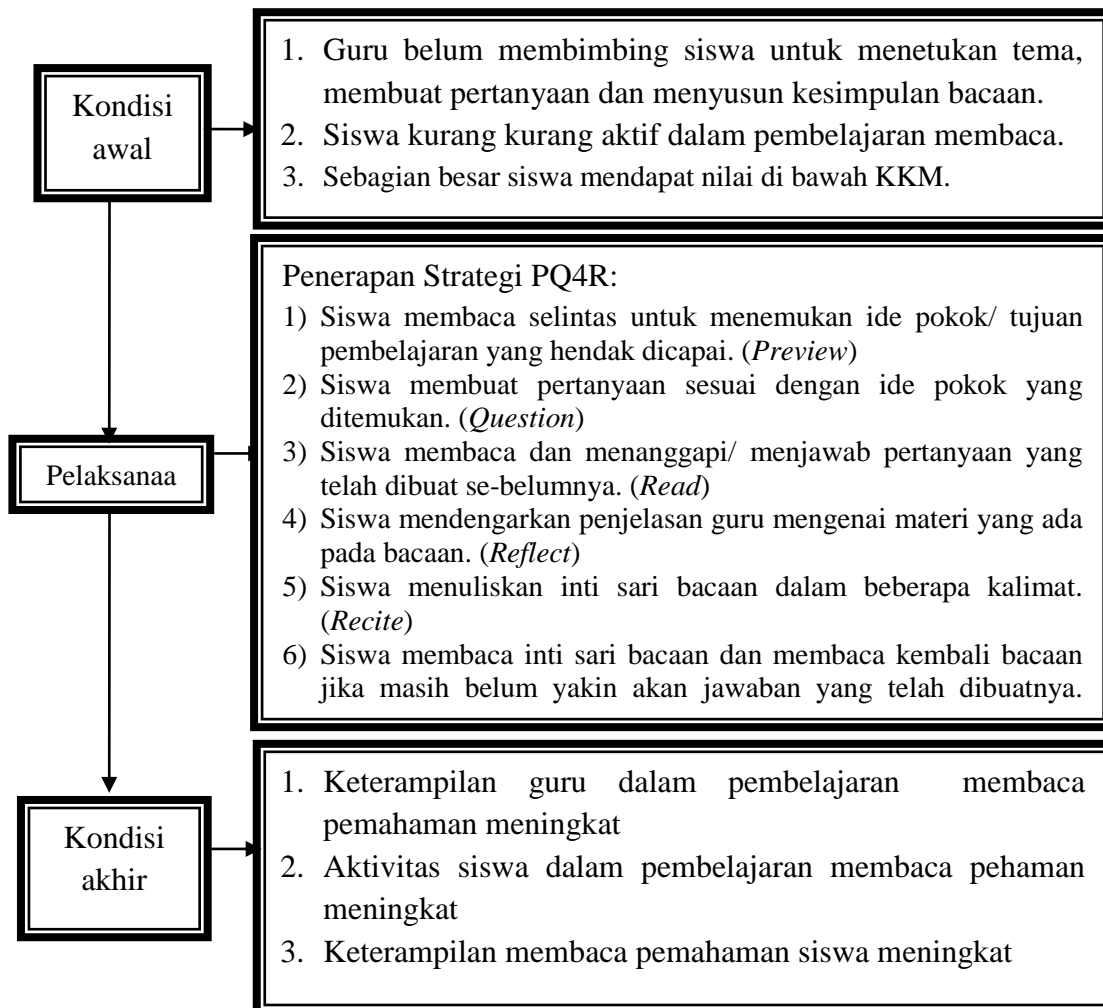 Kondisi
awal
1. Guru belum membimbing siswa untuk menetukan tema,
membuat pertanyaan dan menyusun kesimpulan bacaan.
2. Siswa kurang kurang aktif dalam pembelajaran membaca.
3. Sebagian besar siswa mendapat nilai di bawah KKM.
Pelaksanaa
Penerapan Strategi PQ4R:
1) Siswa membaca selintas untuk menemukan ide pokok/ tujuan
pembelajaran yang hendak dicapai. (Preview)
2) Siswa membuat pertanyaan sesuai dengan ide pokok yang
ditemukan. (Question)
3) Siswa membaca dan menanggapi/ menjawab pertanyaan yang
telah dibuat se-belumnya. (Read)
4) Siswa mendengarkan penjelasan guru mengenai materi yang ada
pada bacaan. (Reflect)
5) Siswa menuliskan inti sari bacaan dalam beberapa kalimat.
(Recite)
6) Siswa membaca inti sari bacaan dan membaca kembali bacaan
jika masih belum yakin akan jawaban yang telah dibuatnya.
Kondisi
akhir
1. Keterampilan guru dalam pembelajaran membaca
pemahaman meningkat
2. Aktivitas siswa dalam pembelajaran membaca pehaman
meningkat
3. Keterampilan membaca pemahaman siswa meningkat